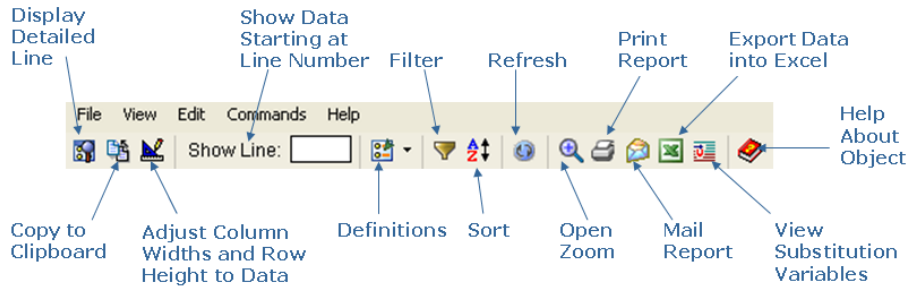 Display
Detailed
Line
Show Data
Starting at
Line Number
Filter
Refresh
Print
Report
Export Data
into Excel
File View Edit Commands Help
Show Line:
Help
About
Object
Copy to
Clipboard
Adjust Column
Widths and Row
Height to Data
Definitions
Sort
Open
Zoom
Mail
Report
View
Substitution
Variables